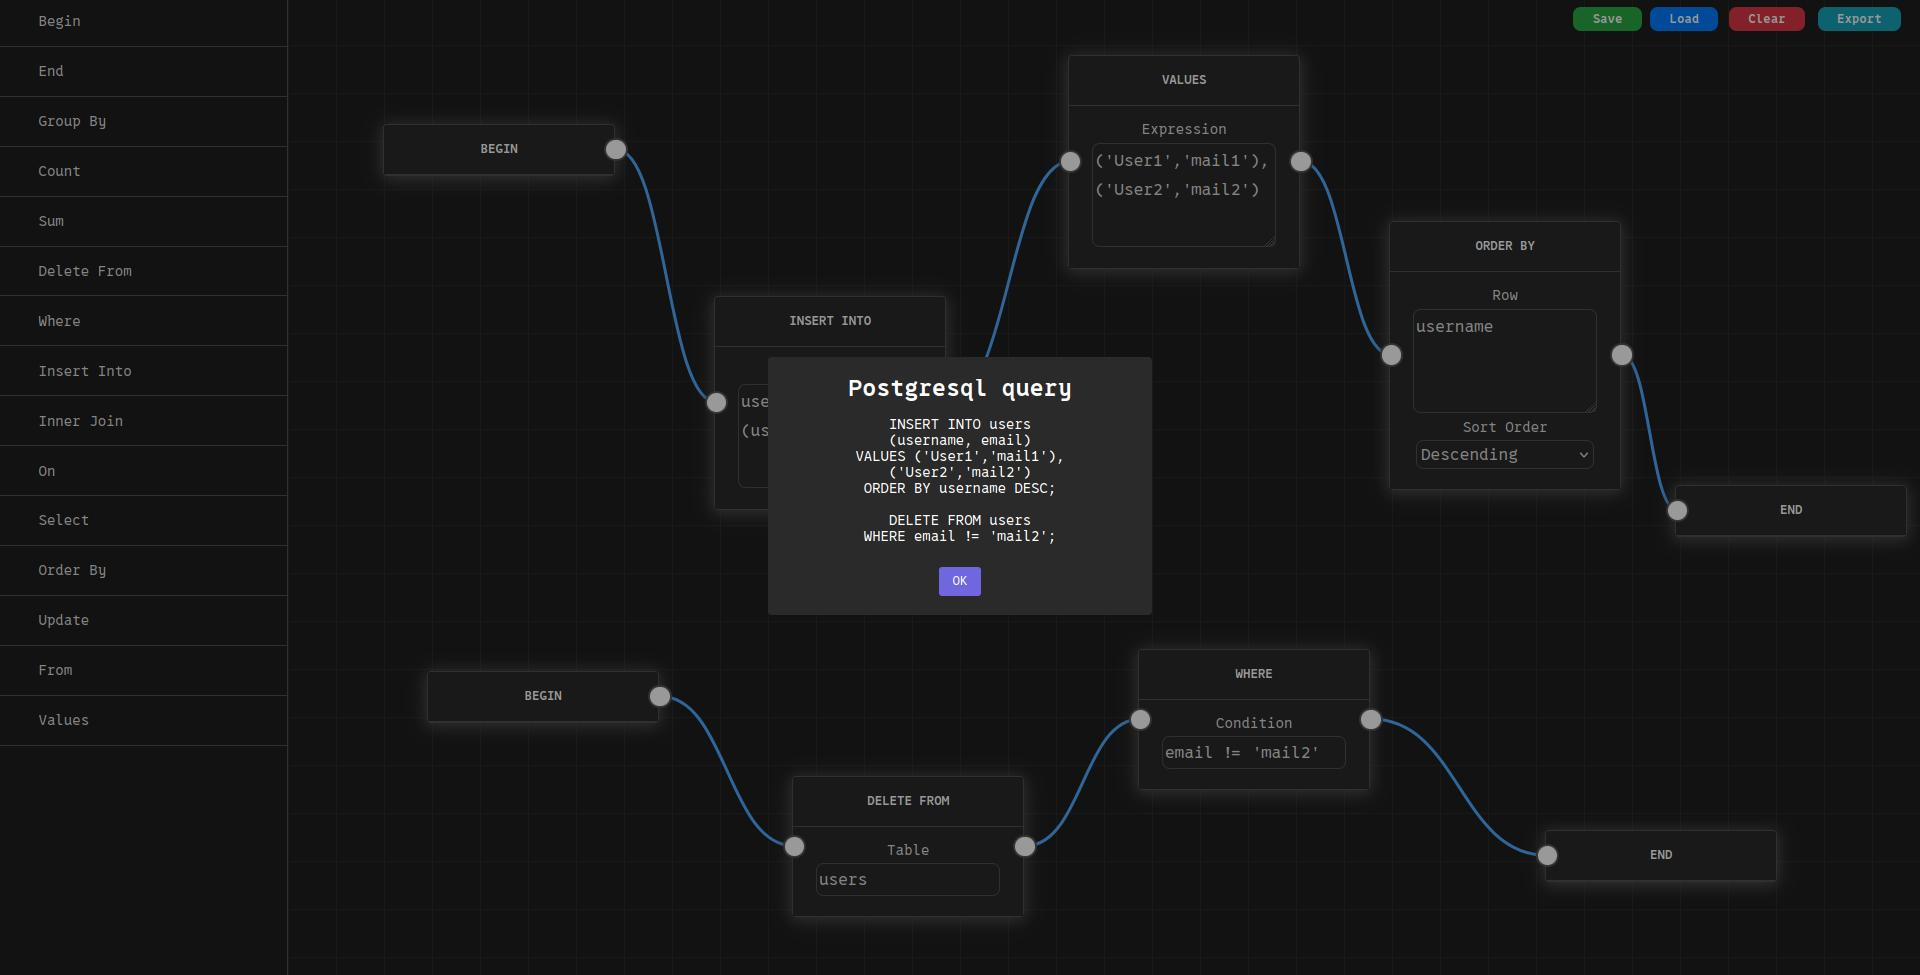 Begin
End
Group By
Count
Sum
Delete From
Where
Insert Into
Inner Join
On
Select
Order By
Update
From
Values
Save Load Clear Export
BEGIN
INSERT INTO
use
(us
VALUES
Expression
('User1','mail1'),
('User2','mail2')
ORDER BY
Row
username
Sort Order
Descending
END
Postgresql query
INSERT INTO users
(username, email)
VALUES ('User1','mail1'),
('User2','mail2')
ORDER BY username DESC;
DELETE FROM users
WHERE email != 'mail2';
OK
BEGIN
DELETE FROM
Table
users
WHERE
Condition
email != 'mail2'
END